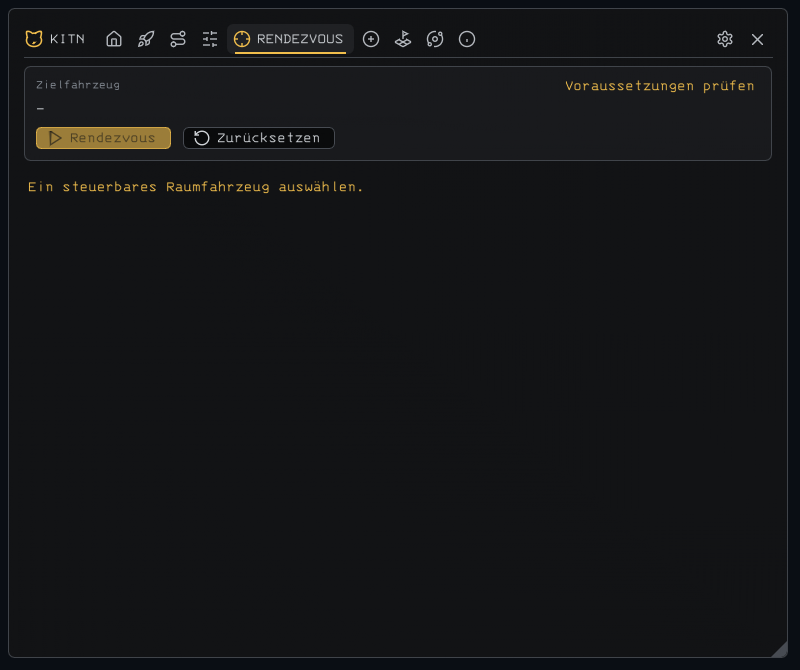 KITN RENDEZVOUS
Zielfahrzeug
Voraussetzungen prüfen
–
Rendezvous Zurücksetzen
Ein steuerbares Raumfahrzeug auswählen.